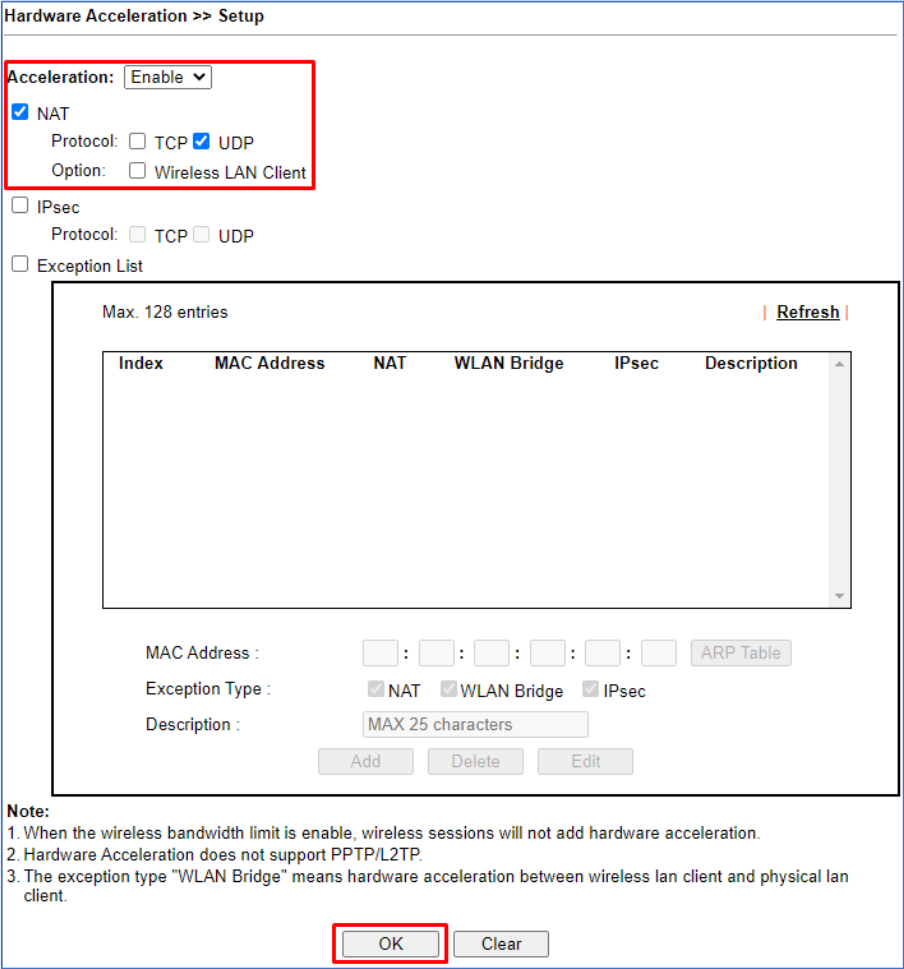 Hardware Acceleration >> Setup
Acceleration: Enable
NAT
Protocol: TCP UDP
Option: Wireless LAN Client
IPsec
Protocol: TCP UDP
Exception List
Max. 128 entries | Refresh |
Index MAC Address NAT WLAN Bridge IPsec Description
MAC Address : : : : : : ARP Table
Exception Type : NAT WLAN Bridge IPsec
Description : MAX 25 characters
Add Delete Edit
Note:
1. When the wireless bandwidth limit is enable, wireless sessions will not add hardware acceleration.
2. Hardware Acceleration does not support PPTP/L2TP.
3. The exception type "WLAN Bridge" means hardware acceleration between wireless lan client and physical lan
client.
OK Clear